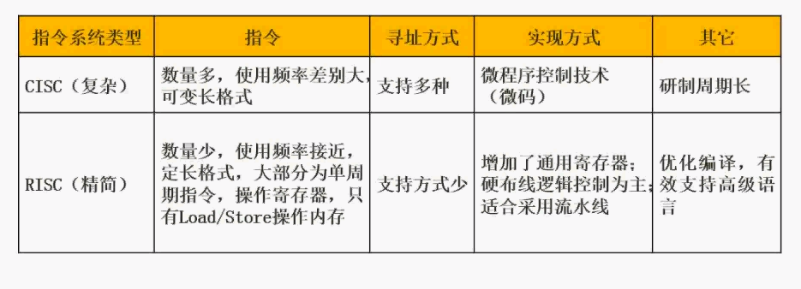 指令系统类型 指令 寻址方式 实现方式 其它
CISC（复杂） 数量多，使用频率差别大，可变长格式 支持多种 微程序控制技术（微码） 研制周期长
RISC（精简） 数量少，使用频率接近，定长格式，大部分为单周期指令，操作寄存器，只有Load/Store操作内存 支持方式少 增加了通用寄存器；硬布线逻辑控制为主；适合采用流水线 优化编译，有效支持高级语言